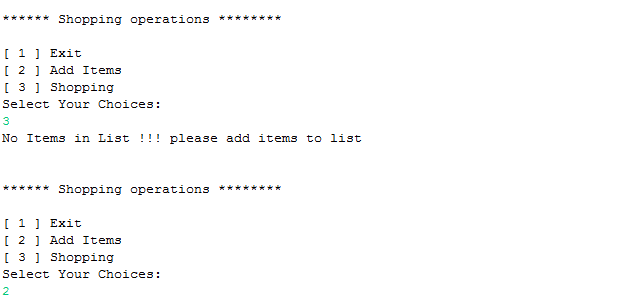 ****** Shopping operations ********
[ 1 ] Exit
[ 2 ] Add Items
[ 3 ] Shopping
Select Your Choices:
3
No Items in List !!! please add items to list
****** Shopping operations ********
[ 1 ] Exit
[ 2 ] Add Items
[ 3 ] Shopping
Select Your Choices:
2